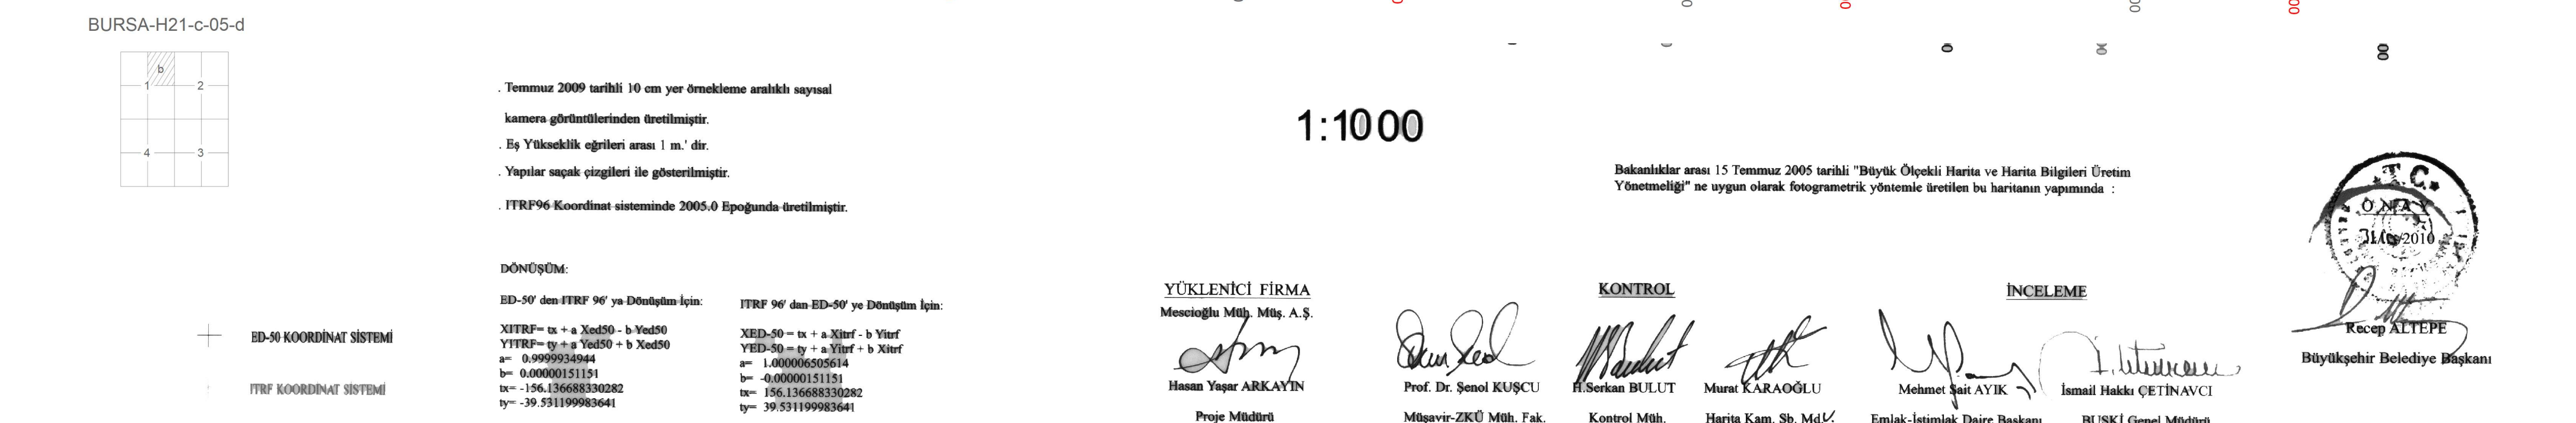 BURSA-H21-c-05-d
b
1
2
4
3
. Temmuz 2009 tarihli 10 cm yer örnekleme aralıklı sayısal
kamera görüntülerinden üretilmiştir.
. Eş Yükseklik eğrileri arası 1 m.' dir.
. Yapılar saçak çizgileri ile gösterilmiştir.
. ITRF96 Koordinat sisteminde 2005.0 Epoğunda üretilmiştir.
DÖNÜŞÜM:
ED-50' den ITRF 96' ya Dönüşüm İçin:
XITRF= tx + a Xed50 - b Yed50
YITRF= ty + a Yed50 + b Xed50
a= 0.9999934944
b= 0.00000151151
tx= -156.136688330282
ty= -39.531199983641
ITRF 96' dan ED-50' ye Dönüşüm İçin:
XED-50 = tx + a Xitrf - b Yitrf
YED-50 = ty + a Yitrf + b Xitrf
a= 1.000006505614
b= -0.00000151151
tx= 156.136688330282
ty= 39.531199983641
ED-50 KOORDİNAT SİSTEMİ
ITRF KOORDİNAT SİSTEMİ
1:1000
Bakanlıklar arası 15 Temmuz 2005 tarihli "Büyük Ölçekli Harita ve Harita Bilgileri Üretim
Yönetmeliği" ne uygun olarak fotogrametrik yöntemle üretilen bu haritanın yapımında :
YÜKLENİCİ FİRMA
Mescioğlu Müh. Müş. A.Ş.
Hasan Yaşar ARKAYIN
Proje Müdürü
Prof. Dr. Şenol KUŞCU
Müşavir-ZKÜ Müh. Fak.
KONTROL
H.Serkan BULUT
Kontrol Müh.
Murat KARAOĞLU
Harita Kam. Şb. Md.V.
İNCELEME
Mehmet Sait AYIK
Emlak-İstimlak Daire Başkanı
İsmail Hakkı ÇETİNAVCI
BUSKİ Genel Müdürü
T.C.
ONAY
2010
Recep ALTEPE
Büyükşehir Belediye Başkanı